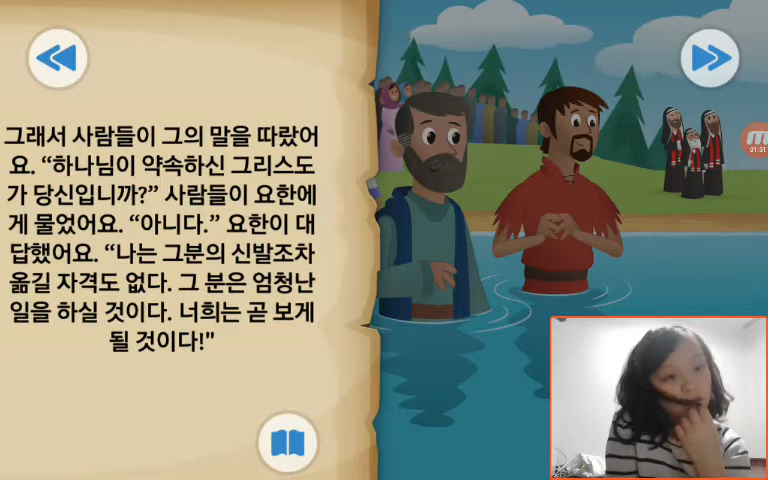 그래서 사람들이 그의 말을 따랐어
요. “하나님이 약속하신 그리스도
가 당신입니까?” 사람들이 요한에
게 물었어요. “아니다.” 요한이 대
답했어요. “나는 그분의 신발조차
옮길 자격도 없다. 그 분은 엄청난
일을 하실 것이다. 너희는 곧 보게
될 것이다!"
01:51